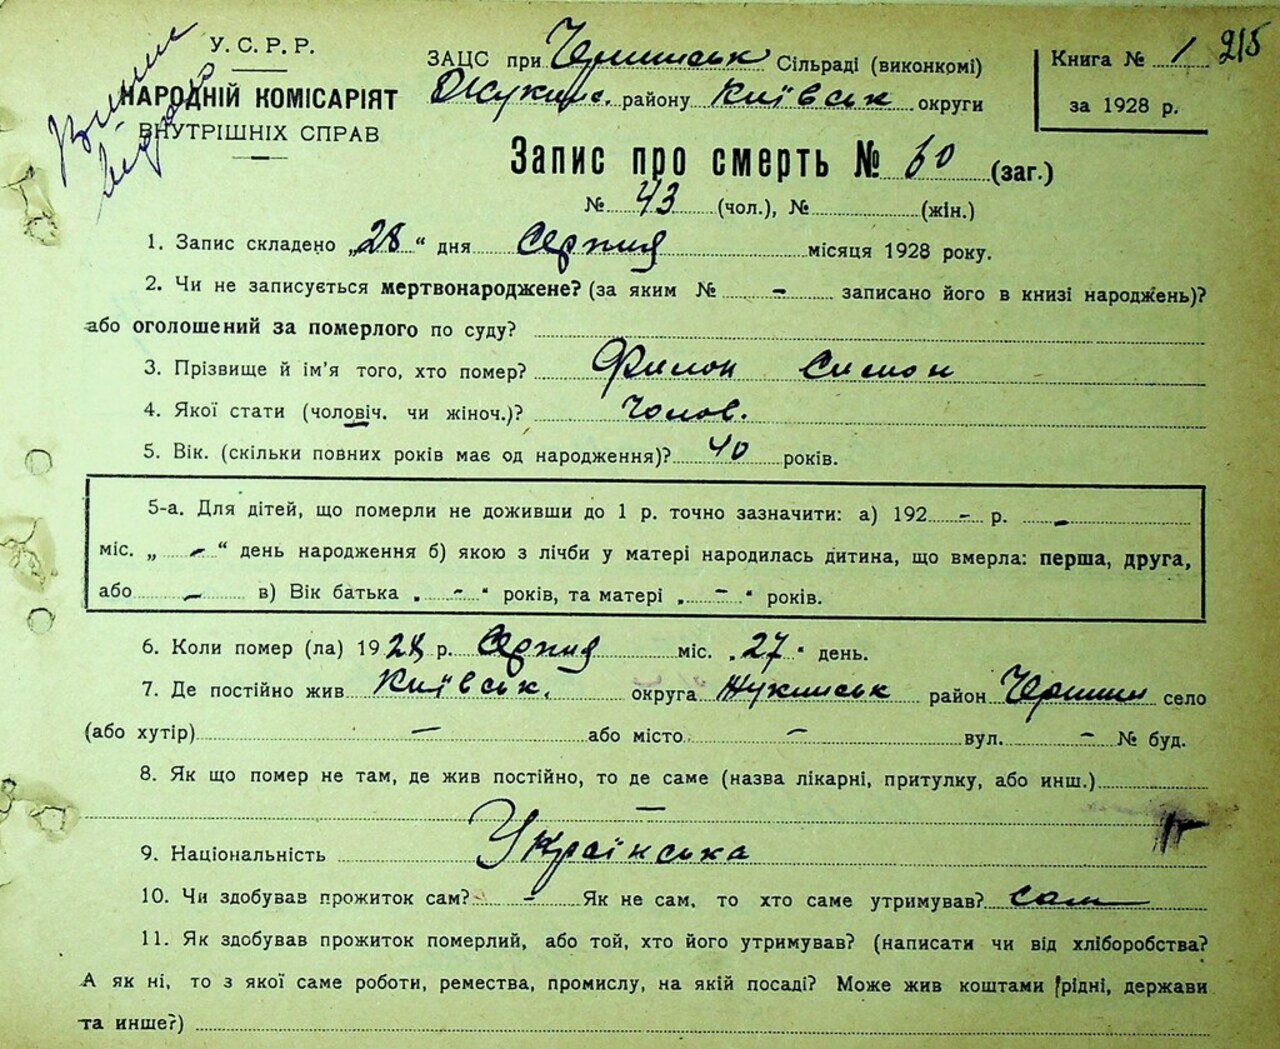 У.С.Р.Р.
НАРОДНІЙ КОМІСАРІЯТ
ВНУТРІШНІХ СПРАВ
ЗАЦС при Сільраді (виконкомі)
району Київськ. округи
Книга № 1 215
за 1928 р.
Запис про смерть № 60 (заг.)
№ 43 (чол.), № (жін.)
1. Запис складено „28“ дня Серпня місяця 1928 року.
2. Чи не записується мертвонароджене? (за яким № - записано його в книзі народжень)?
або оголошений за померлого по суду?
3. Прізвище й ім'я того, хто помер? Филон Симон
4. Якої стати (чоловіч. чи жіноч.)? Чолов.
5. Вік. (скільки повних років має од народження)? 40 років.
5-а. Для дітей, що померли не доживши до 1 р. точно зазначити: а) 192 - р. -
міс. „ - “ день народження б) якою з лічби у матері народилась дитина, що вмерла: перша, друга,
або - в) Вік батька „ - “ років, та матері „ - “ років.
6. Коли помер (ла) 1928 р. Серпня міс. „27“ день.
7. Де постійно жив Київськ. округа Жукинськ район село
(або хутір) - або місто - вул. - № буд.
8. Як що помер не там, де жив постійно, то де саме (назва лікарні, притулку, або инш.)
-
9. Національність Українська
10. Чи здобував прожиток сам? - Як не сам, то хто саме утримував? сам
11. Як здобував прожиток померлий, або той, хто його утримував? (написати чи від хліборобства?
А як ні, то з якої саме роботи, ремества, промислу, на якій посаді? Може жив коштами рідні, держави
та инше?)